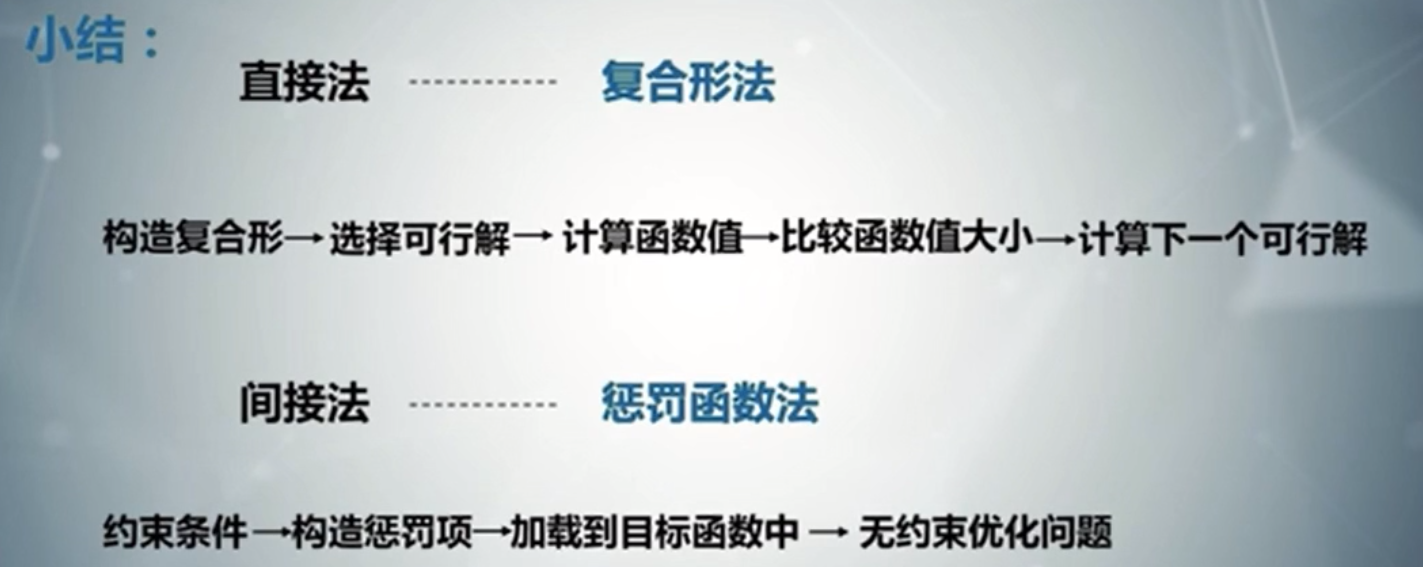 小结：
直接法 ----------- 复合形法
构造复合形→选择可行解→计算函数值→比较函数值大小→计算下一个可行解
间接法 ----------- 惩罚函数法
约束条件→构造惩罚项→加载到目标函数中→无约束优化问题